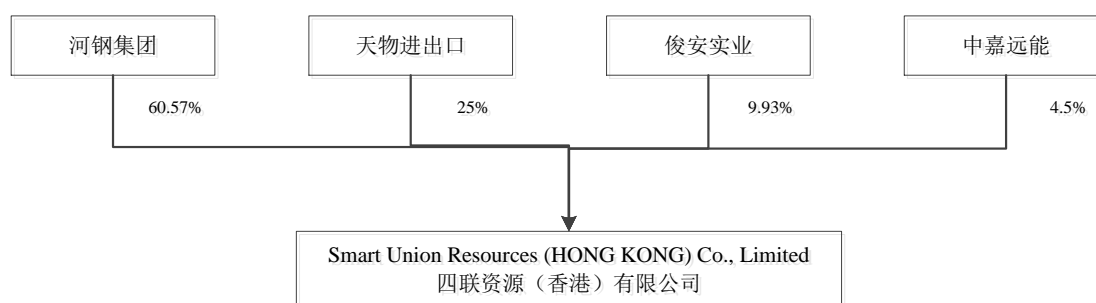 河钢集团
天物进出口
俊安实业
中嘉远能
60.57%
25%
9.93%
4.5%
Smart Union Resources (HONG KONG) Co., Limited
四联资源（香港）有限公司